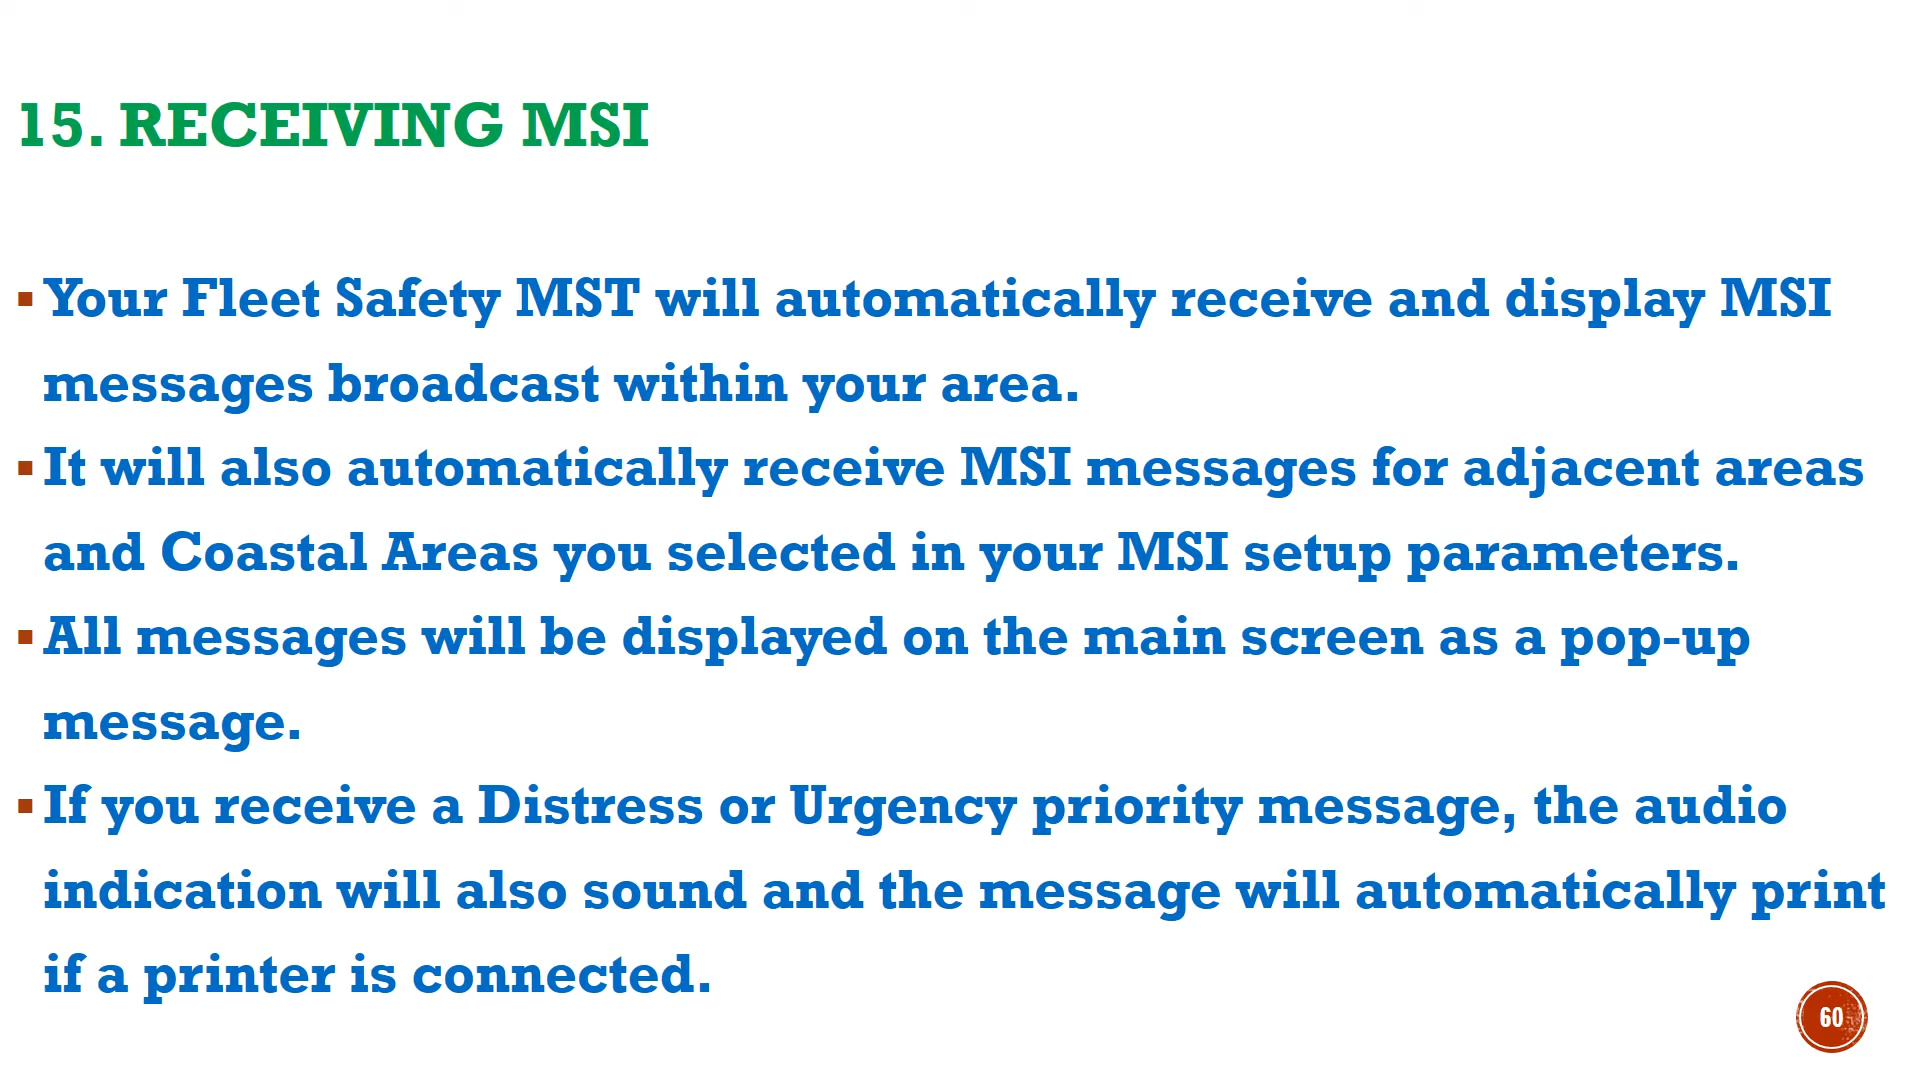 15. RECEIVING MSI
▪ Your Fleet Safety MST will automatically receive and display MSI
messages broadcast within your area.
▪ It will also automatically receive MSI messages for adjacent areas
and Coastal Areas you selected in your MSI setup parameters.
▪ All messages will be displayed on the main screen as a pop-up
message.
▪ If you receive a Distress or Urgency priority message, the audio
indication will also sound and the message will automatically print
if a printer is connected.
60